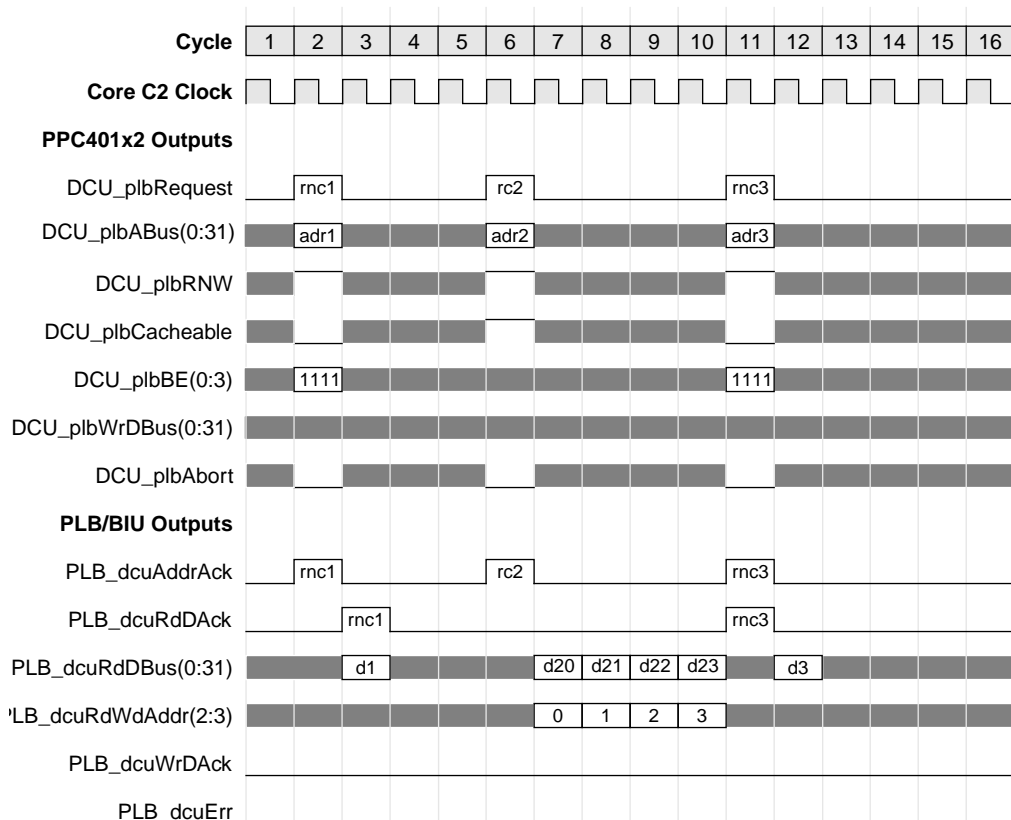 Cycle 1 2 3 4 5 6 7 8 9 10 11 12 13 14 15 16
Core C2 Clock
PPC401x2 Outputs
DCU_plbRequest rnc1 rc2 rnc3
DCU_plbABus(0:31) adr1 adr2 adr3
DCU_plbRNW
DCU_plbCacheable
DCU_plbBE(0:3) 1111 1111
DCU_plbWrDBus(0:31)
DCU_plbAbort
PLB/BIU Outputs
PLB_dcuAddrAck rnc1 rc2 rnc3
PLB_dcuRdDAck rnc1 rnc3
PLB_dcuRdDBus(0:31) d1 d20 d21 d22 d23 d3
PLB_dcuRdWdAddr(2:3) 0 1 2 3
PLB_dcuWrDAck
PLB_dcuErr